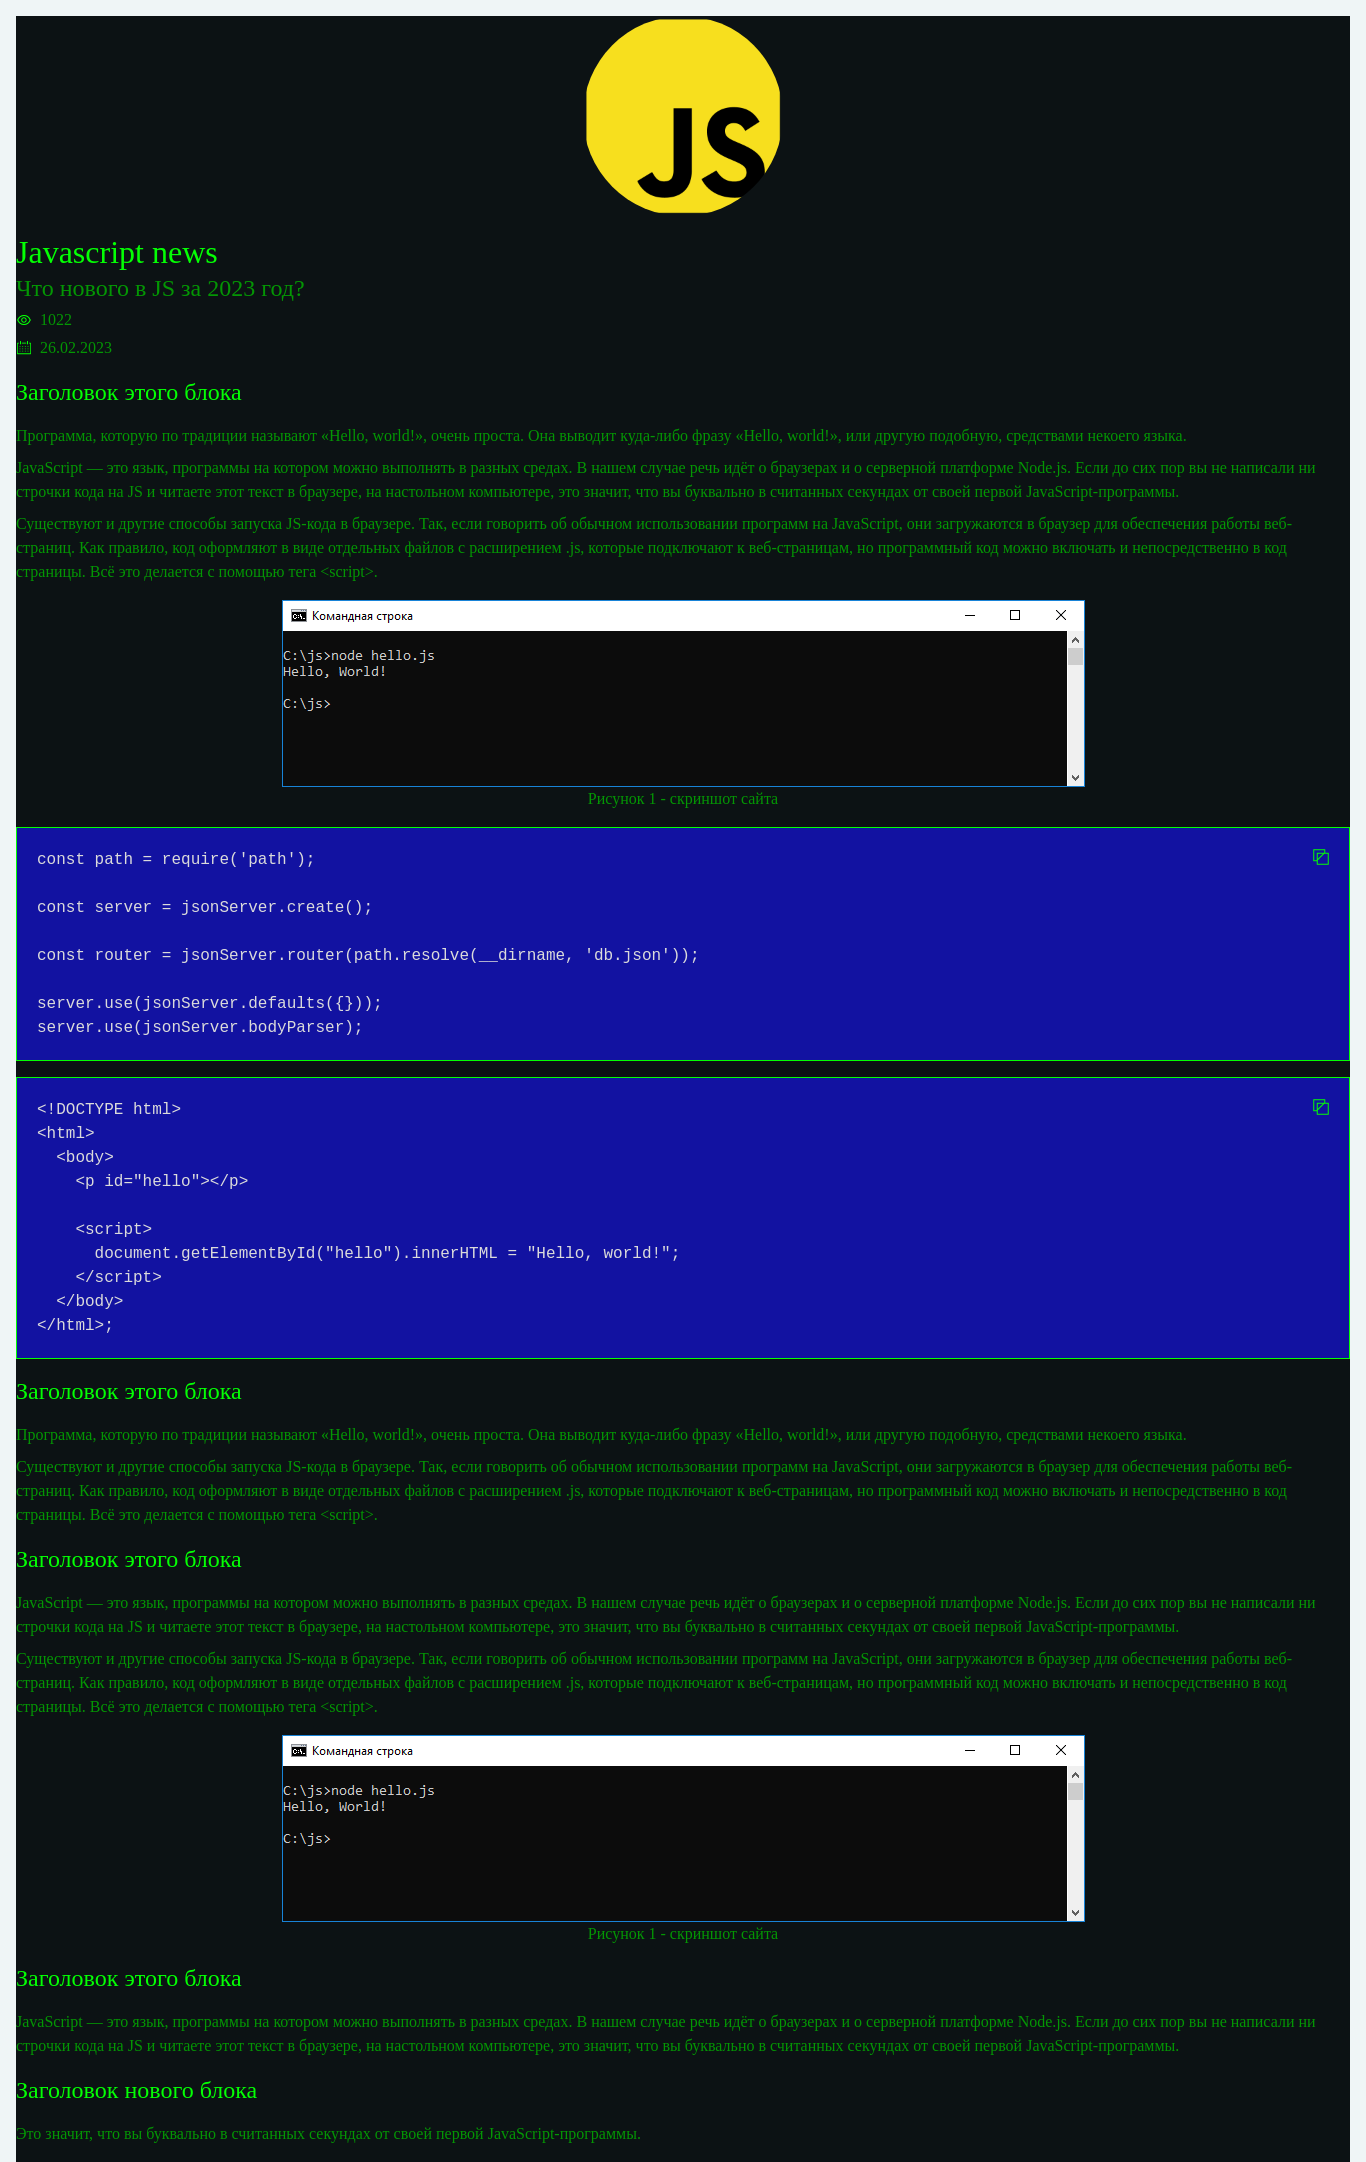 JS
Javascript news
Что нового в JS за 2023 год?
1022
26.02.2023
Заголовок этого блока
Программа, которую по традиции называют «Hello, world!», очень проста. Она выводит куда-либо фразу «Hello, world!», или другую подобную, средствами некоего языка.
JavaScript — это язык, программы на котором можно выполнять в разных средах. В нашем случае речь идёт о браузерах и о серверной платформе Node.js. Если до сих пор вы не написали ни
строчки кода на JS и читаете этот текст в браузере, на настольном компьютере, это значит, что вы буквально в считанных секундах от своей первой JavaScript-программы.
Существуют и другие способы запуска JS-кода в браузере. Так, если говорить об обычном использовании программ на JavaScript, они загружаются в браузер для обеспечения работы веб-
страниц. Как правило, код оформляют в виде отдельных файлов с расширением .js, которые подключают к веб-страницам, но программный код можно включать и непосредственно в код
страницы. Всё это делается с помощью тега <script>.
Командная строка
C:\js>node hello.js
Hello, World!
C:\js>
Рисунок 1 - скриншот сайта
const path = require('path');
const server = jsonServer.create();
const router = jsonServer.router(path.resolve(__dirname, 'db.json'));
server.use(jsonServer.defaults({}));
server.use(jsonServer.bodyParser);
<!DOCTYPE html>
<html>
  <body>
    <p id="hello"></p>
    <script>
      document.getElementById("hello").innerHTML = "Hello, world!";
    </script>
  </body>
</html>;
Заголовок этого блока
Программа, которую по традиции называют «Hello, world!», очень проста. Она выводит куда-либо фразу «Hello, world!», или другую подобную, средствами некоего языка.
Существуют и другие способы запуска JS-кода в браузере. Так, если говорить об обычном использовании программ на JavaScript, они загружаются в браузер для обеспечения работы веб-
страниц. Как правило, код оформляют в виде отдельных файлов с расширением .js, которые подключают к веб-страницам, но программный код можно включать и непосредственно в код
страницы. Всё это делается с помощью тега <script>.
Заголовок этого блока
JavaScript — это язык, программы на котором можно выполнять в разных средах. В нашем случае речь идёт о браузерах и о серверной платформе Node.js. Если до сих пор вы не написали ни
строчки кода на JS и читаете этот текст в браузере, на настольном компьютере, это значит, что вы буквально в считанных секундах от своей первой JavaScript-программы.
Существуют и другие способы запуска JS-кода в браузере. Так, если говорить об обычном использовании программ на JavaScript, они загружаются в браузер для обеспечения работы веб-
страниц. Как правило, код оформляют в виде отдельных файлов с расширением .js, которые подключают к веб-страницам, но программный код можно включать и непосредственно в код
страницы. Всё это делается с помощью тега <script>.
Командная строка
C:\js>node hello.js
Hello, World!
C:\js>
Рисунок 1 - скриншот сайта
Заголовок этого блока
JavaScript — это язык, программы на котором можно выполнять в разных средах. В нашем случае речь идёт о браузерах и о серверной платформе Node.js. Если до сих пор вы не написали ни
строчки кода на JS и читаете этот текст в браузере, на настольном компьютере, это значит, что вы буквально в считанных секундах от своей первой JavaScript-программы.
Заголовок нового блока
Это значит, что вы буквально в считанных секундах от своей первой JavaScript-программы.